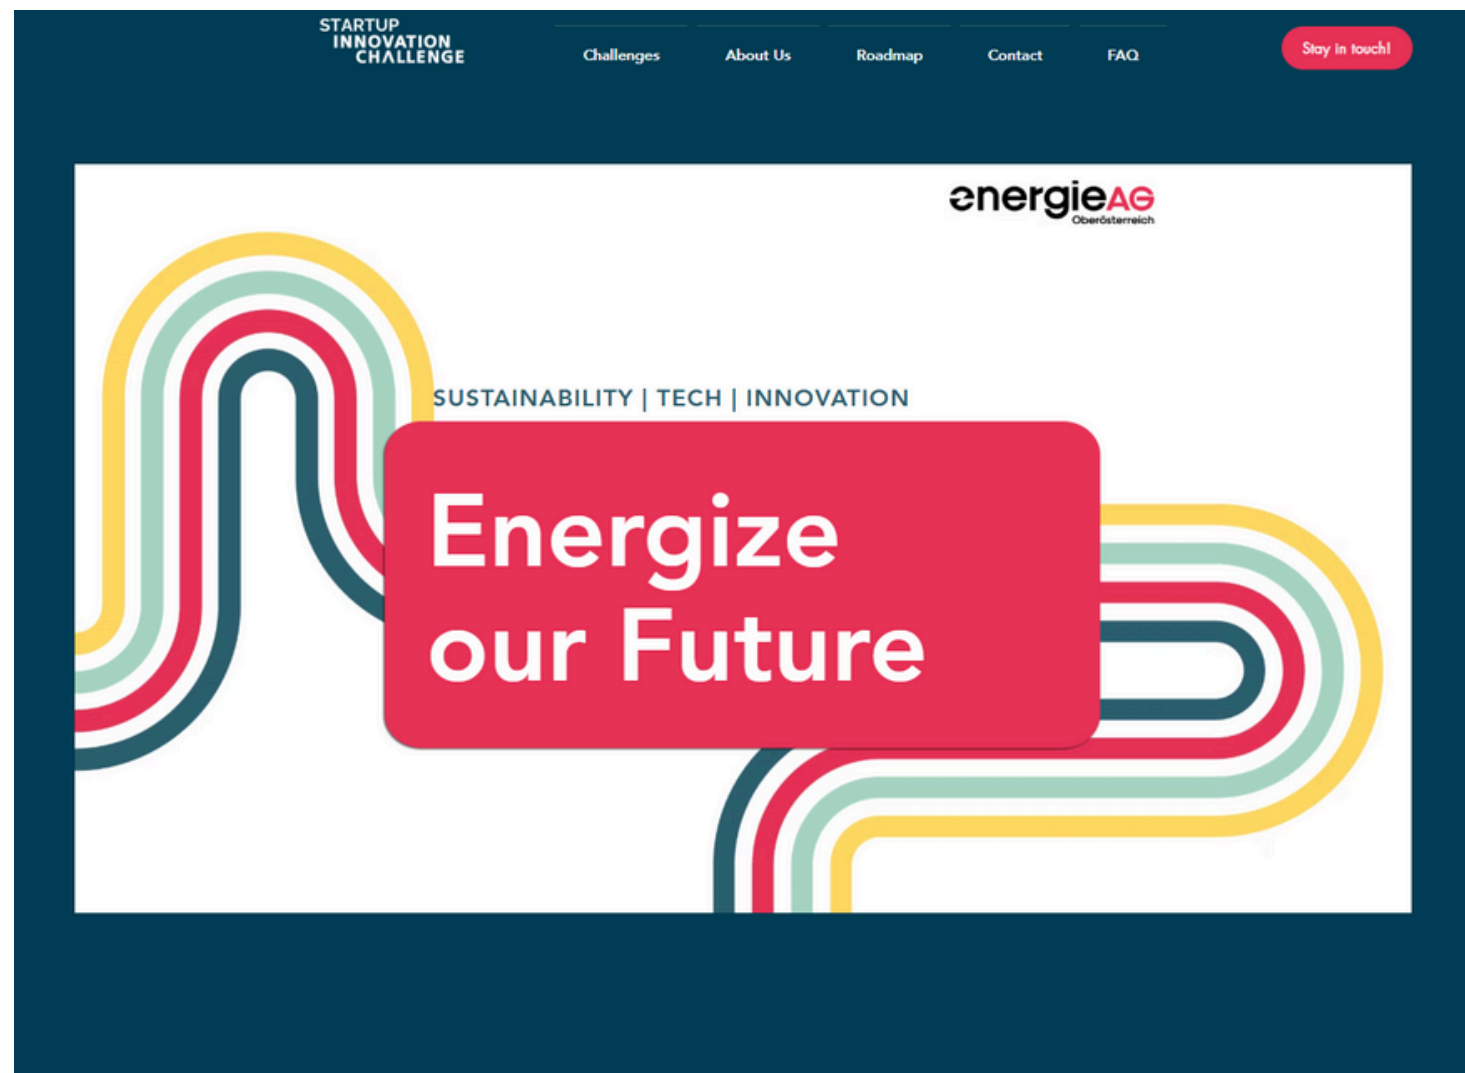 STARTUP
INNOVATION
CHALLENGE
Challenges
About Us
Roadmap
Contact
FAQ
Stay in touch!
energieAG
Oberösterreich
SUSTAINABILITY | TECH | INNOVATION
Energize
our Future